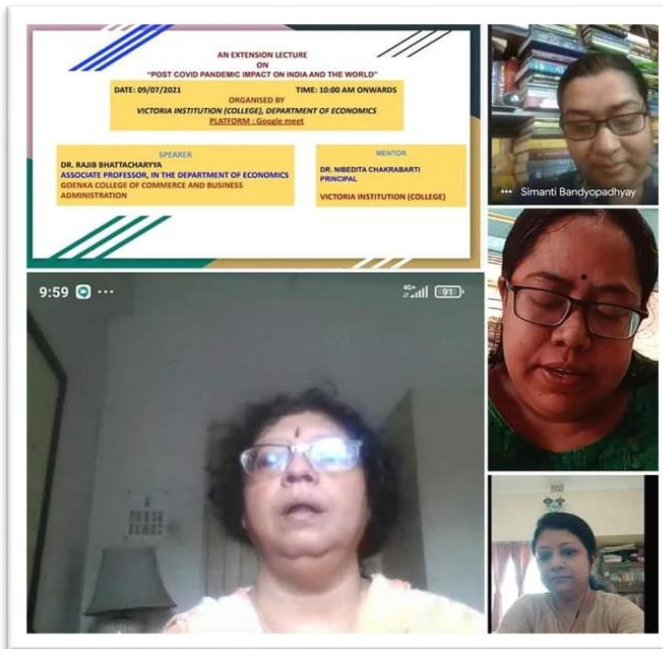 AN EXTENSION LECTURE
ON
“POST COVID PANDEMIC IMPACT ON INDIA AND THE WORLD”
DATE: 09/07/2021 TIME: 10:00 AM ONWARDS
ORGANISED BY
VICTORIA INSTITUTION (COLLEGE), DEPARTMENT OF ECONOMICS
PLATFORM : Google meet
SPEAKER
DR. RAJIB BHATTACHARYYA
ASSOCIATE PROFESSOR, IN THE DEPARTMENT OF ECONOMICS
GOENKA COLLEGE OF COMMERCE AND BUSINESS
ADMINISTRATION
MENTOR
DR. NIBEDITA CHAKRABARTI
PRINCIPAL
VICTORIA INSTITUTION (COLLEGE)
••• Simanti Bandyopadhyay
9:59 ••• 4G+ 91